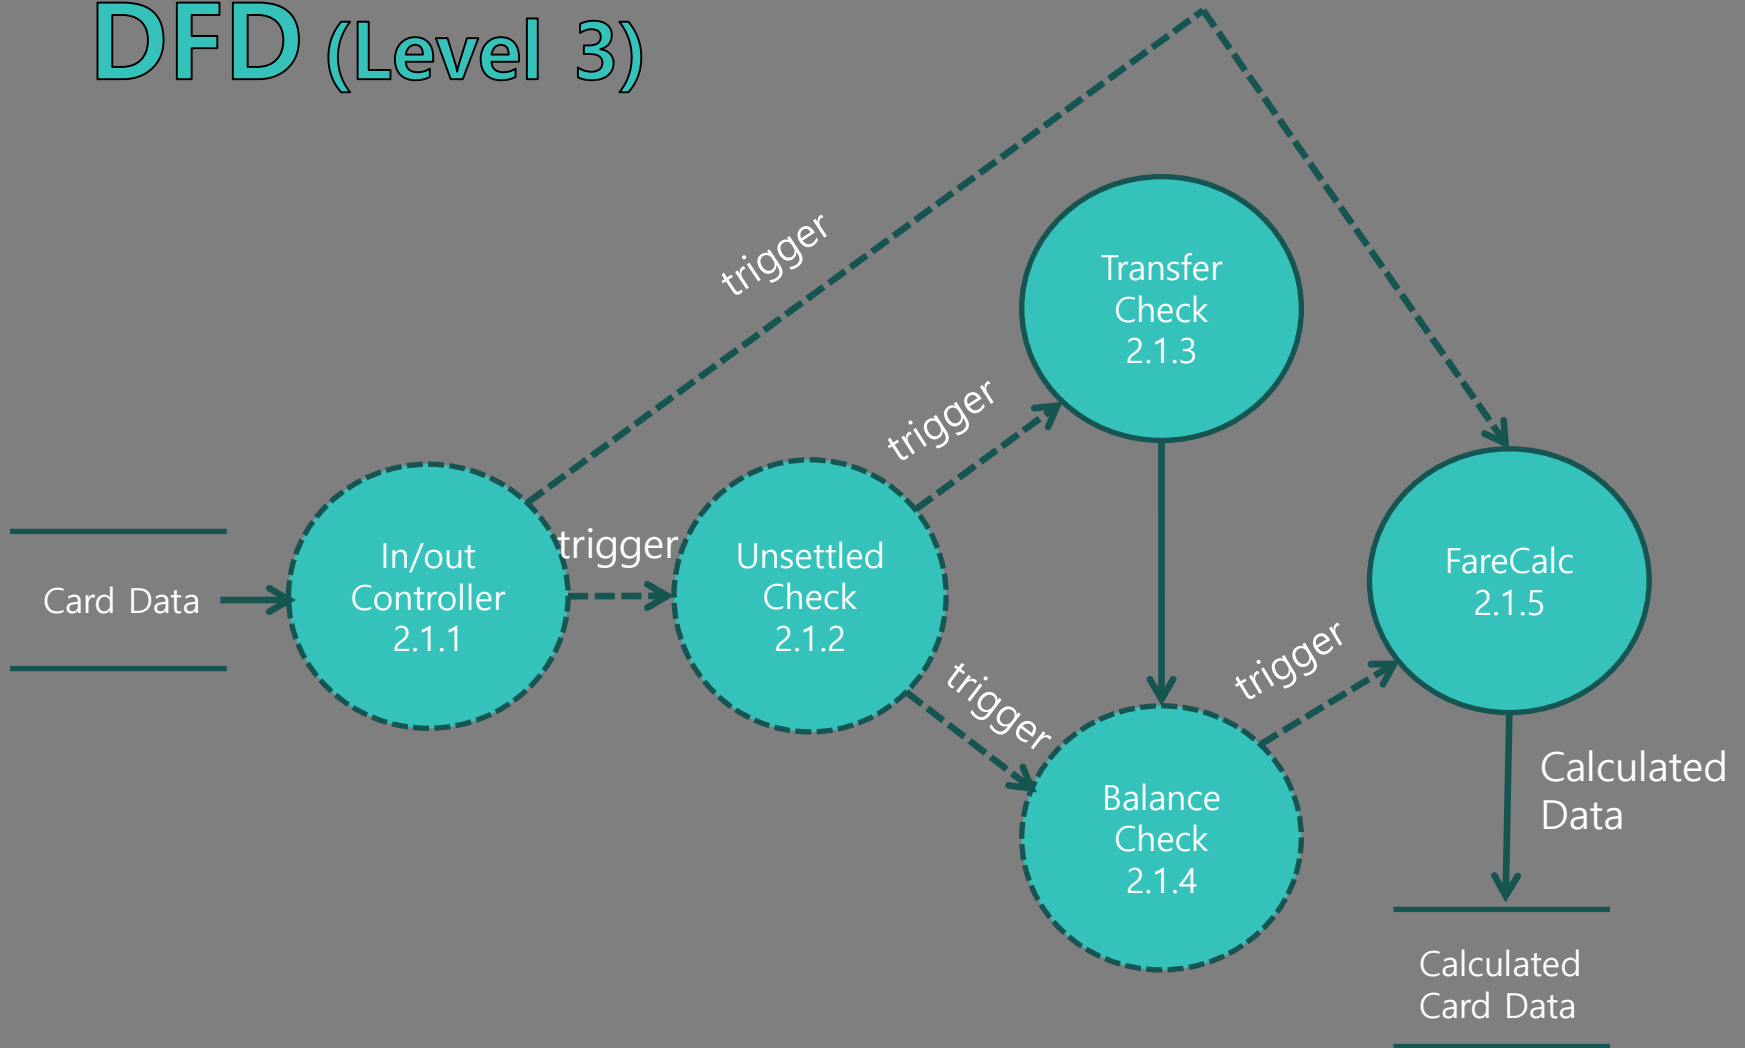 DFD (Level 3)
trigger
Transfer
Check
2.1.3
trigger
Card Data
In/out
Controller
2.1.1
trigger
Unsettled
Check
2.1.2
FareCalc
2.1.5
trigger
trigger
Balance
Check
2.1.4
Calculated
Data
Calculated
Card Data